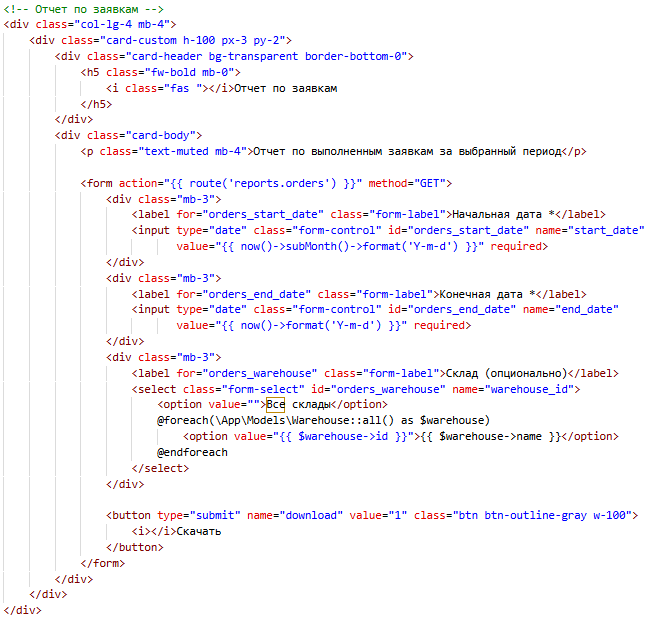 <!-- Отчет по заявкам -->
<div class="col-lg-4 mb-4">
    <div class="card-custom h-100 px-3 py-2">
        <div class="card-header bg-transparent border-bottom-0">
            <h5 class="fw-bold mb-0">
                <i class="fas "></i>Отчет по заявкам
            </h5>
        </div>
        <div class="card-body">
            <p class="text-muted mb-4">Отчет по выполненным заявкам за выбранный период</p>

            <form action="{{ route('reports.orders') }}" method="GET">
                <div class="mb-3">
                    <label for="orders_start_date" class="form-label">Начальная дата *</label>
                    <input type="date" class="form-control" id="orders_start_date" name="start_date"
                           value="{{ now()->subMonth()->format('Y-m-d') }}" required>
                </div>
                <div class="mb-3">
                    <label for="orders_end_date" class="form-label">Конечная дата *</label>
                    <input type="date" class="form-control" id="orders_end_date" name="end_date"
                           value="{{ now()->format('Y-m-d') }}" required>
                </div>
                <div class="mb-3">
                    <label for="orders_warehouse" class="form-label">Склад (опционально)</label>
                    <select class="form-select" id="orders_warehouse" name="warehouse_id">
                        <option value="">Все склады</option>
                        @foreach(\App\Models\Warehouse::all() as $warehouse)
                            <option value="{{ $warehouse->id }}">{{ $warehouse->name }}</option>
                        @endforeach
                    </select>
                </div>

                <button type="submit" name="download" value="1" class="btn btn-outline-gray w-100">
                    <i></i>Скачать
                </button>
            </form>
        </div>
    </div>
</div>